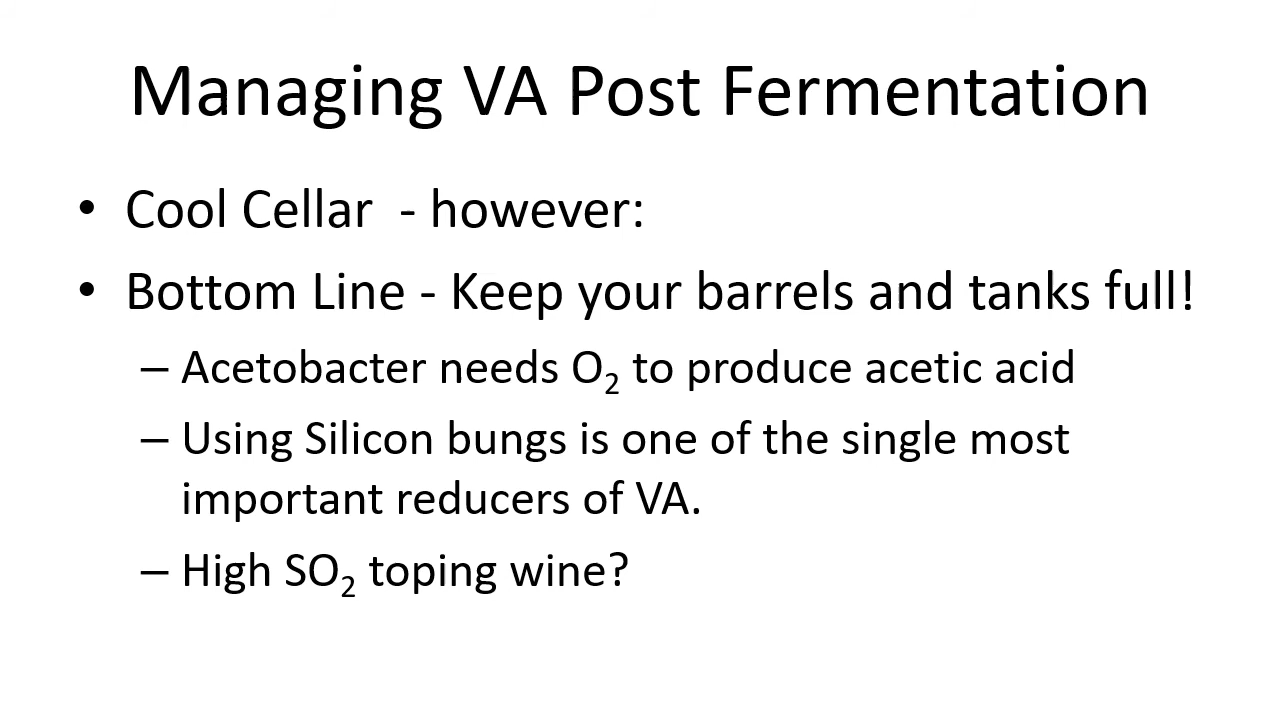 Managing VA Post Fermentation
• Cool Cellar  - however:
• Bottom Line - Keep your barrels and tanks full!
– Acetobacter needs O₂ to produce acetic acid
– Using Silicon bungs is one of the single most
important reducers of VA.
– High SO₂ toping wine?